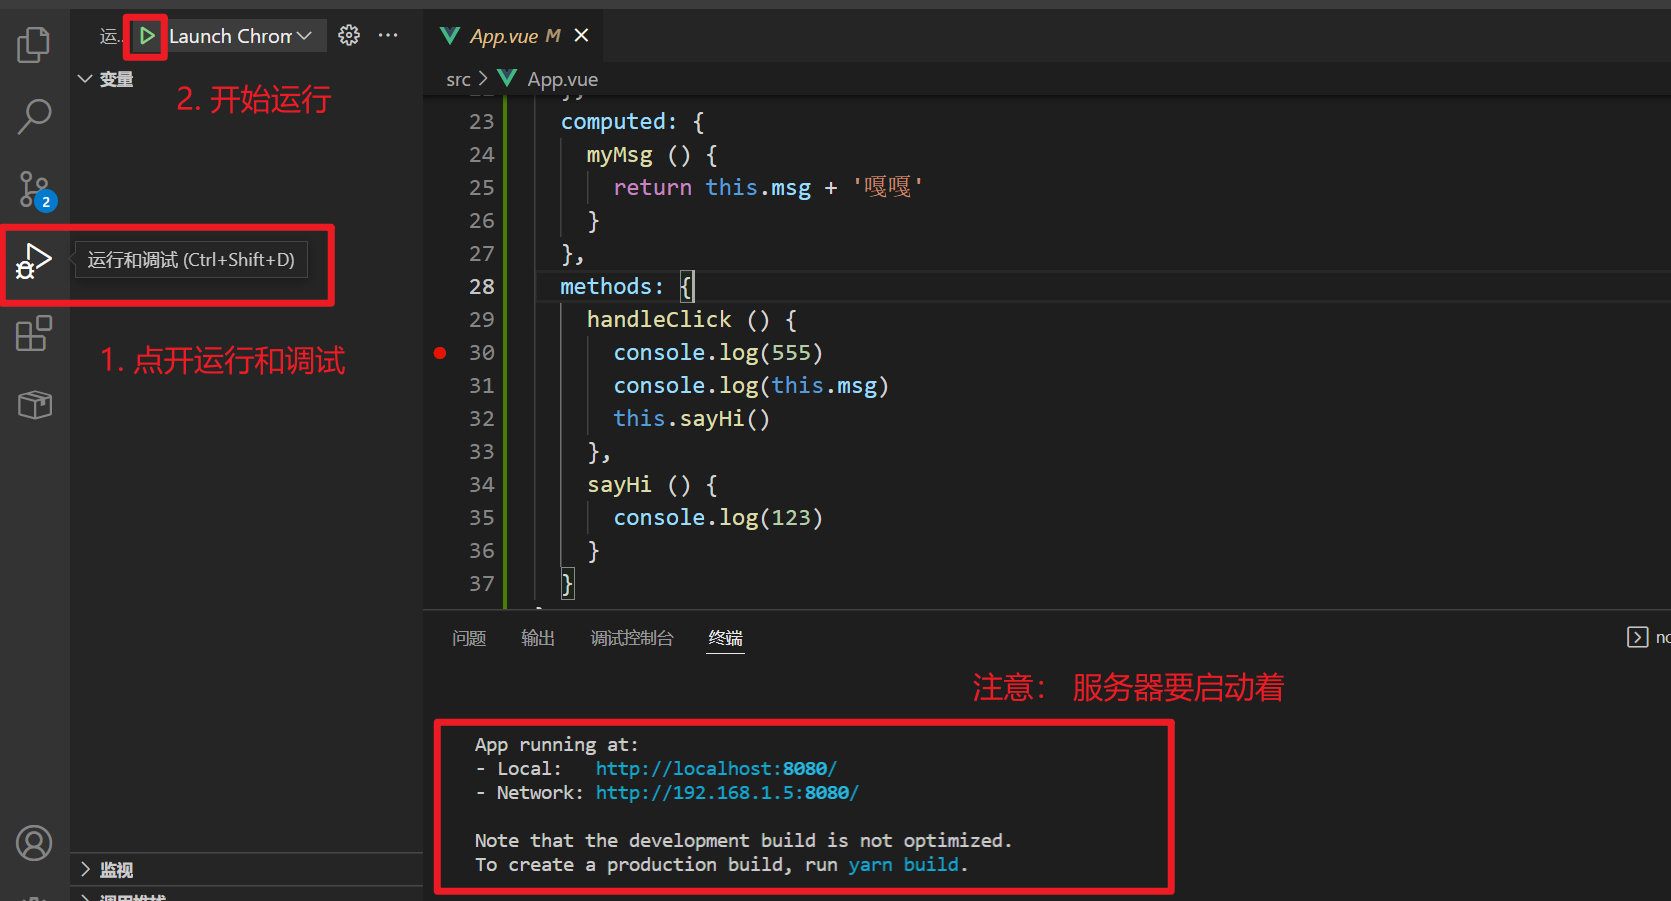 运... Launch Chrom
变量
2. 开始运行
2
运行和调试 (Ctrl+Shift+D)
1. 点开运行和调试
监视
调用堆栈
App.vue M
src > App.vue
23 computed: {
24 myMsg () {
25 return this.msg + '嘎嘎'
26 }
27 },
28 methods: {
29 handleClick () {
30 console.log(555)
31 console.log(this.msg)
32 this.sayHi()
33 },
34 sayHi () {
35 console.log(123)
36 }
37 }
问题 输出 调试控制台 终端
注意： 服务器要启动着
App running at:
- Local: http://localhost:8080/
- Network: http://192.168.1.5:8080/
Note that the development build is not optimized.
To create a production build, run yarn build.